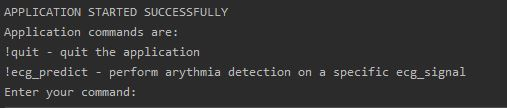 APPLICATION STARTED SUCCESSFULLY
Application commands are:
!quit - quit the application
!ecg_predict - perform arythmia detection on a specific ecg_signal
Enter your command: